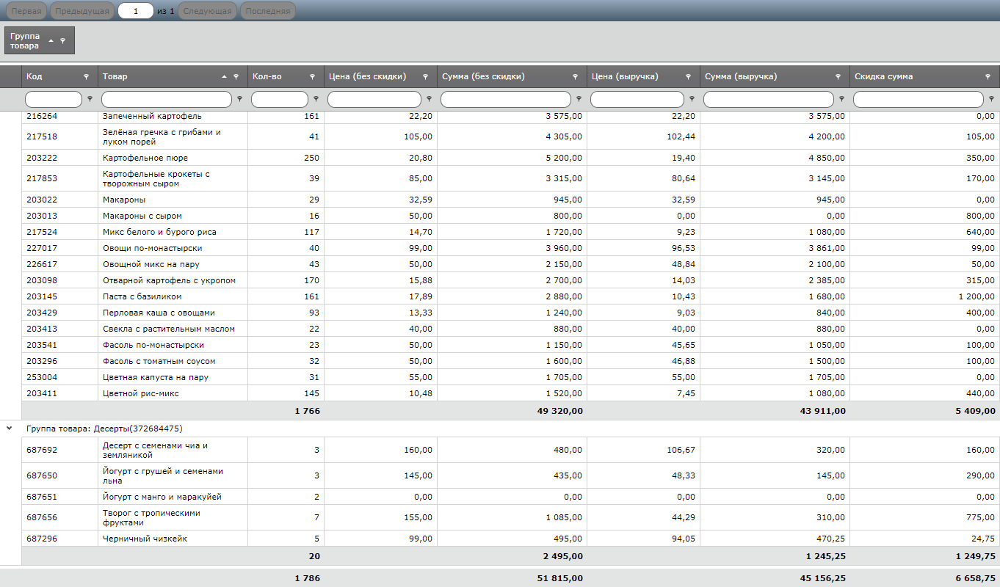 Первая Предыдущая 1 из 1 Следующая Последняя
Группа
товара
Код Товар Кол-во Цена (без скидки) Сумма (без скидки) Цена (выручка) Сумма (выручка) Скидка сумма
216264 Запеченный картофель 161 22,20 3 575,00 22,20 3 575,00 0,00
217518 Зелёная гречка с грибами и
луком порей 41 105,00 4 305,00 102,44 4 200,00 105,00
203222 Картофельное пюре 250 20,80 5 200,00 19,40 4 850,00 350,00
217853 Картофельные крокеты с
творожным сыром 39 85,00 3 315,00 80,64 3 145,00 170,00
203022 Макароны 29 32,59 945,00 32,59 945,00 0,00
203013 Макароны с сыром 16 50,00 800,00 0,00 0,00 800,00
217524 Микс белого и бурого риса 117 14,70 1 720,00 9,23 1 080,00 640,00
227017 Овощи по-монастырски 40 99,00 3 960,00 96,53 3 861,00 99,00
226617 Овощной микс на пару 43 50,00 2 150,00 48,84 2 100,00 50,00
203098 Отварной картофель с укропом 170 15,88 2 700,00 14,03 2 385,00 315,00
203145 Паста с базиликом 161 17,89 2 880,00 10,43 1 680,00 1 200,00
203429 Перловая каша с овощами 93 13,33 1 240,00 9,03 840,00 400,00
203413 Свекла с растительным маслом 22 40,00 880,00 40,00 880,00 0,00
203541 Фасоль по-монастырски 23 50,00 1 150,00 45,65 1 050,00 100,00
203296 Фасоль с томатным соусом 32 50,00 1 600,00 46,88 1 500,00 100,00
253004 Цветная капуста на пару 31 55,00 1 705,00 55,00 1 705,00 0,00
203411 Цветной рис-микс 145 10,48 1 520,00 7,45 1 080,00 440,00
1 766 49 320,00 43 911,00 5 409,00
Группа товара: Десерты(372684475)
687692 Десерт с семенами чиа и
земляникой 3 160,00 480,00 106,67 320,00 160,00
687650 Йогурт с грушей и семенами
льна 3 145,00 435,00 48,33 145,00 290,00
687651 Йогурт с манго и маракуйей 2 0,00 0,00 0,00 0,00 0,00
687656 Творог с тропическими
фруктами 7 155,00 1 085,00 44,29 310,00 775,00
687296 Черничный чизкейк 5 99,00 495,00 94,05 470,25 24,75
20 2 495,00 1 245,25 1 249,75
1 786 51 815,00 45 156,25 6 658,75